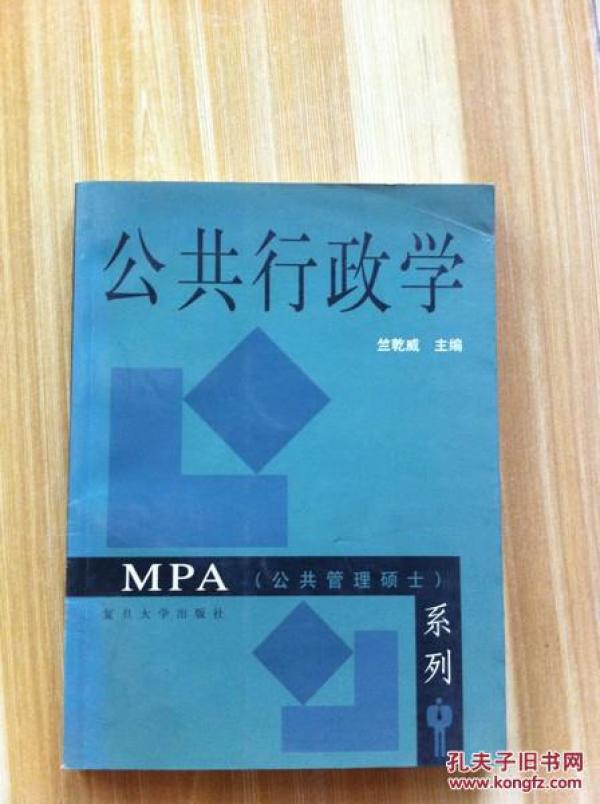 公共行政学
竺乾威 主编
MPA (公共管理硕士)
系列
复旦大学出版社
孔夫子旧书网
www.kongfz.com